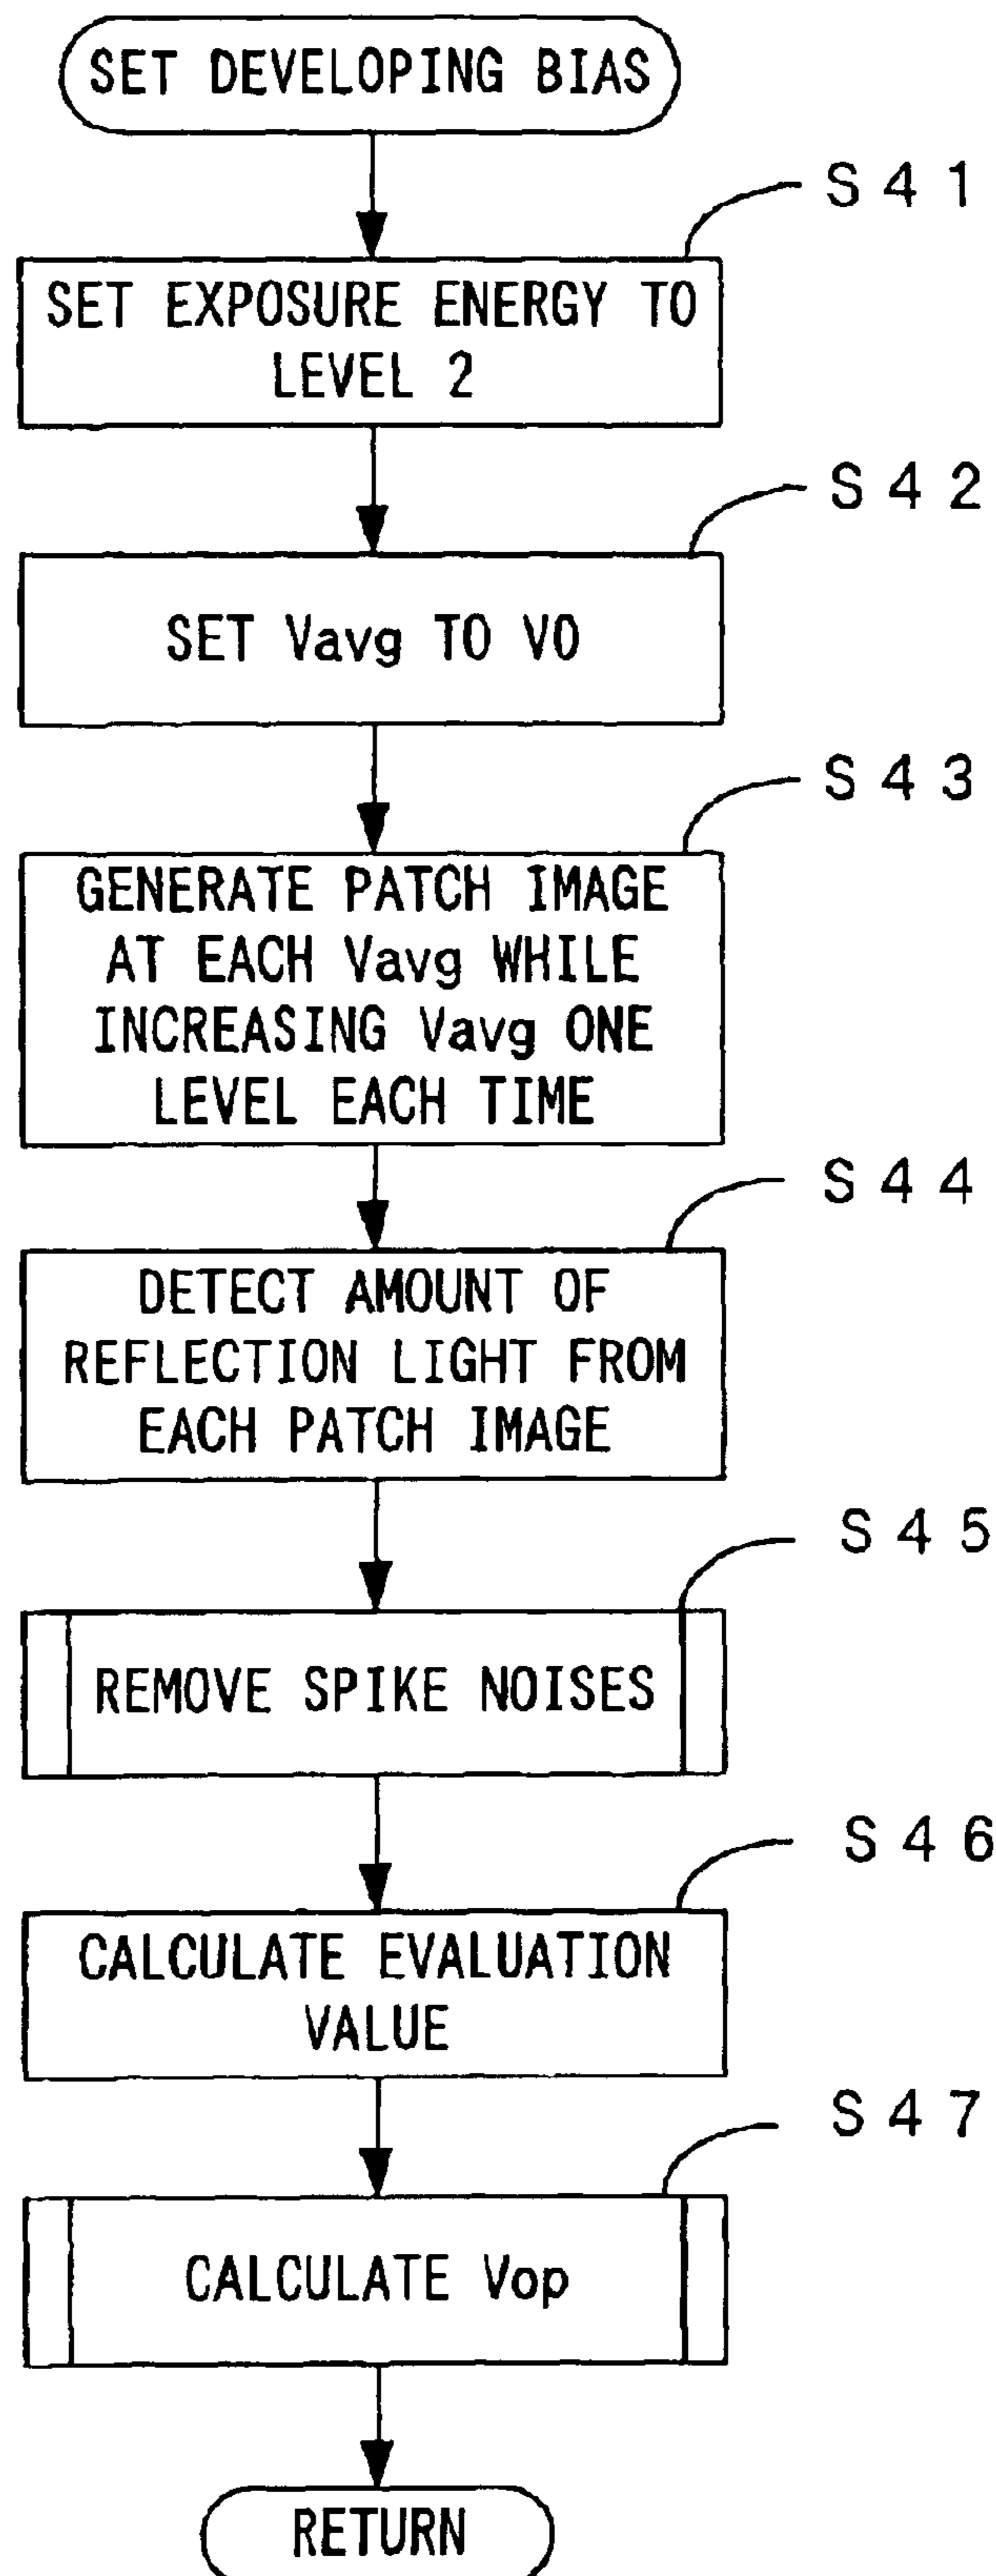 SET DEVELOPING BIAS
S41
SET EXPOSURE ENERGY TO
LEVEL 2
S42
SET Vavg TO V0
S43
GENERATE PATCH IMAGE
AT EACH Vavg WHILE
INCREASING Vavg ONE
LEVEL EACH TIME
S44
DETECT AMOUNT OF
REFLECTION LIGHT FROM
EACH PATCH IMAGE
S45
REMOVE SPIKE NOISES
S46
CALCULATE EVALUATION
VALUE
S47
CALCULATE Vop
RETURN